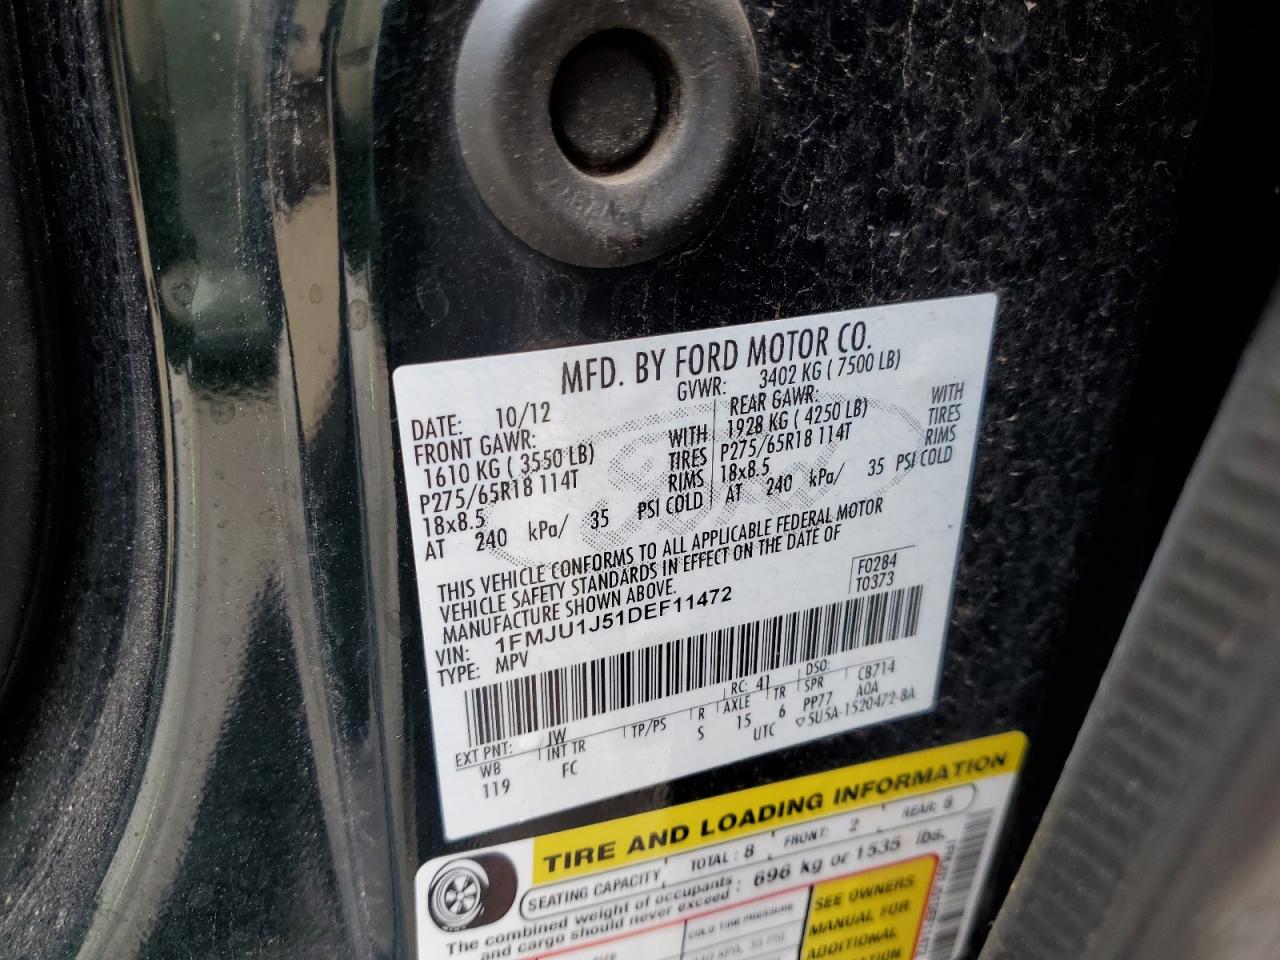 MFD. BY FORD MOTOR CO.
DATE: 10/12 GVWR: 3402 KG ( 7500 LB)
FRONT GAWR: REAR GAWR:
1610 KG ( 3550 LB) WITH 1928 KG ( 4250 LB) WITH
P275/65R18 114T TIRES P275/65R18 114T TIRES
18x8.5 RIMS 18x8.5 RIMS
AT 240 kPa/ 35 PSI COLD AT 240 kPa/ 35 PSI COLD
THIS VEHICLE CONFORMS TO ALL APPLICABLE FEDERAL MOTOR
VEHICLE SAFETY STANDARDS IN EFFECT ON THE DATE OF
MANUFACTURE SHOWN ABOVE.
F0284
T0373
VIN: 1FMJU1J51DEF11472
TYPE: MPV
EXT PNT: JW RC: 41 DSO: CB714
WB INT TR TP/PS R AXLE TR SPR AOA
119 FC S 15 6 PP77
UTC ▽5U5A-1520472-BA
TIRE AND LOADING INFORMATION
SEATING CAPACITY TOTAL : 8 FRONT: 2 REAR: 6
The combined weight of occupants : 696 kg or 1535 lbs.
and cargo should never exceed
COLD TIRE PRESSURE
SEE OWNERS
MANUAL FOR
ADDITIONAL